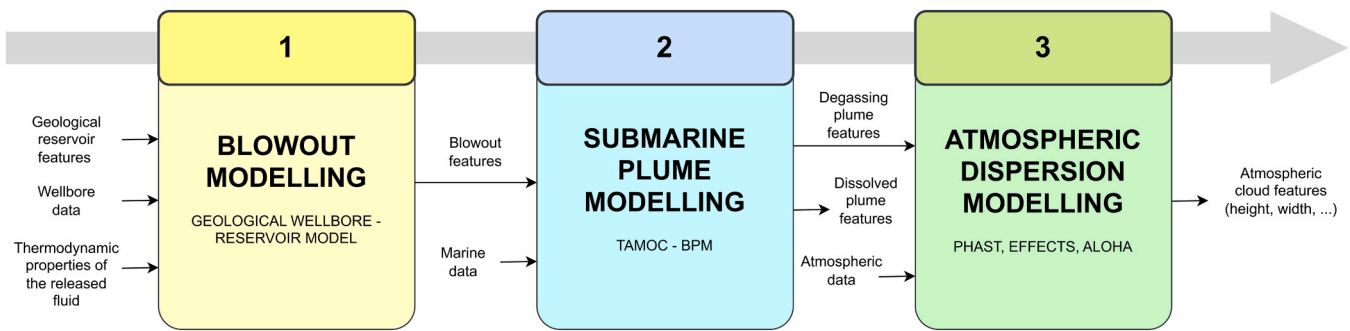 1
2
3
Geological
reservoir
features
Wellbore
data
Thermodynamic
properties of
the released
fluid
BLOWOUT
MODELLING
GEOLOGICAL WELLBORE -
RESERVOIR MODEL
Blowout
features
Marine
data
SUBMARINE
PLUME
MODELLING
TAMOC - BPM
Degassing
plume
features
Dissolved
plume
features
Atmospheric
data
ATMOSPHERIC
DISPERSION
MODELLING
PHAST, EFFECTS, ALOHA
Atmospheric
cloud features
(height, width, ...)